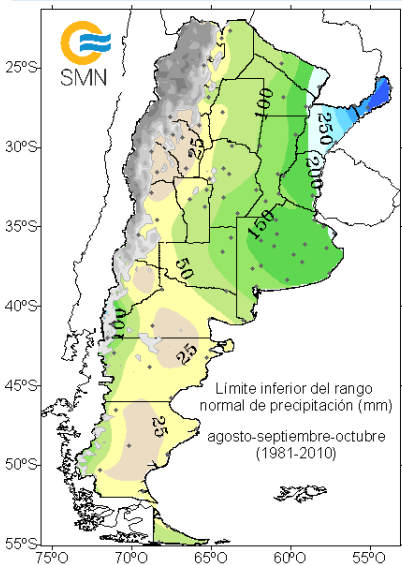 SMN
25°S
30°S
35°S
40°S
45°S
50°S
55°S
100
250
200
25
150
50
100
25
25
Límite inferior del rango
normal de precipitación (mm)
agosto-septiembre-octubre
(1981-2010)
75°O 70°O 65°O 60°O 55°O